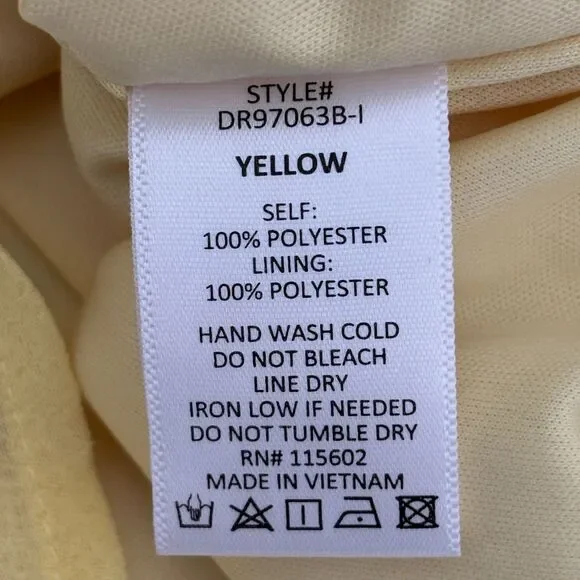 STYLE#
DR97063B-I
YELLOW
SELF:
100% POLYESTER
LINING:
100% POLYESTER
HAND WASH COLD
DO NOT BLEACH
LINE DRY
IRON LOW IF NEEDED
DO NOT TUMBLE DRY
RN# 115602
MADE IN VIETNAM